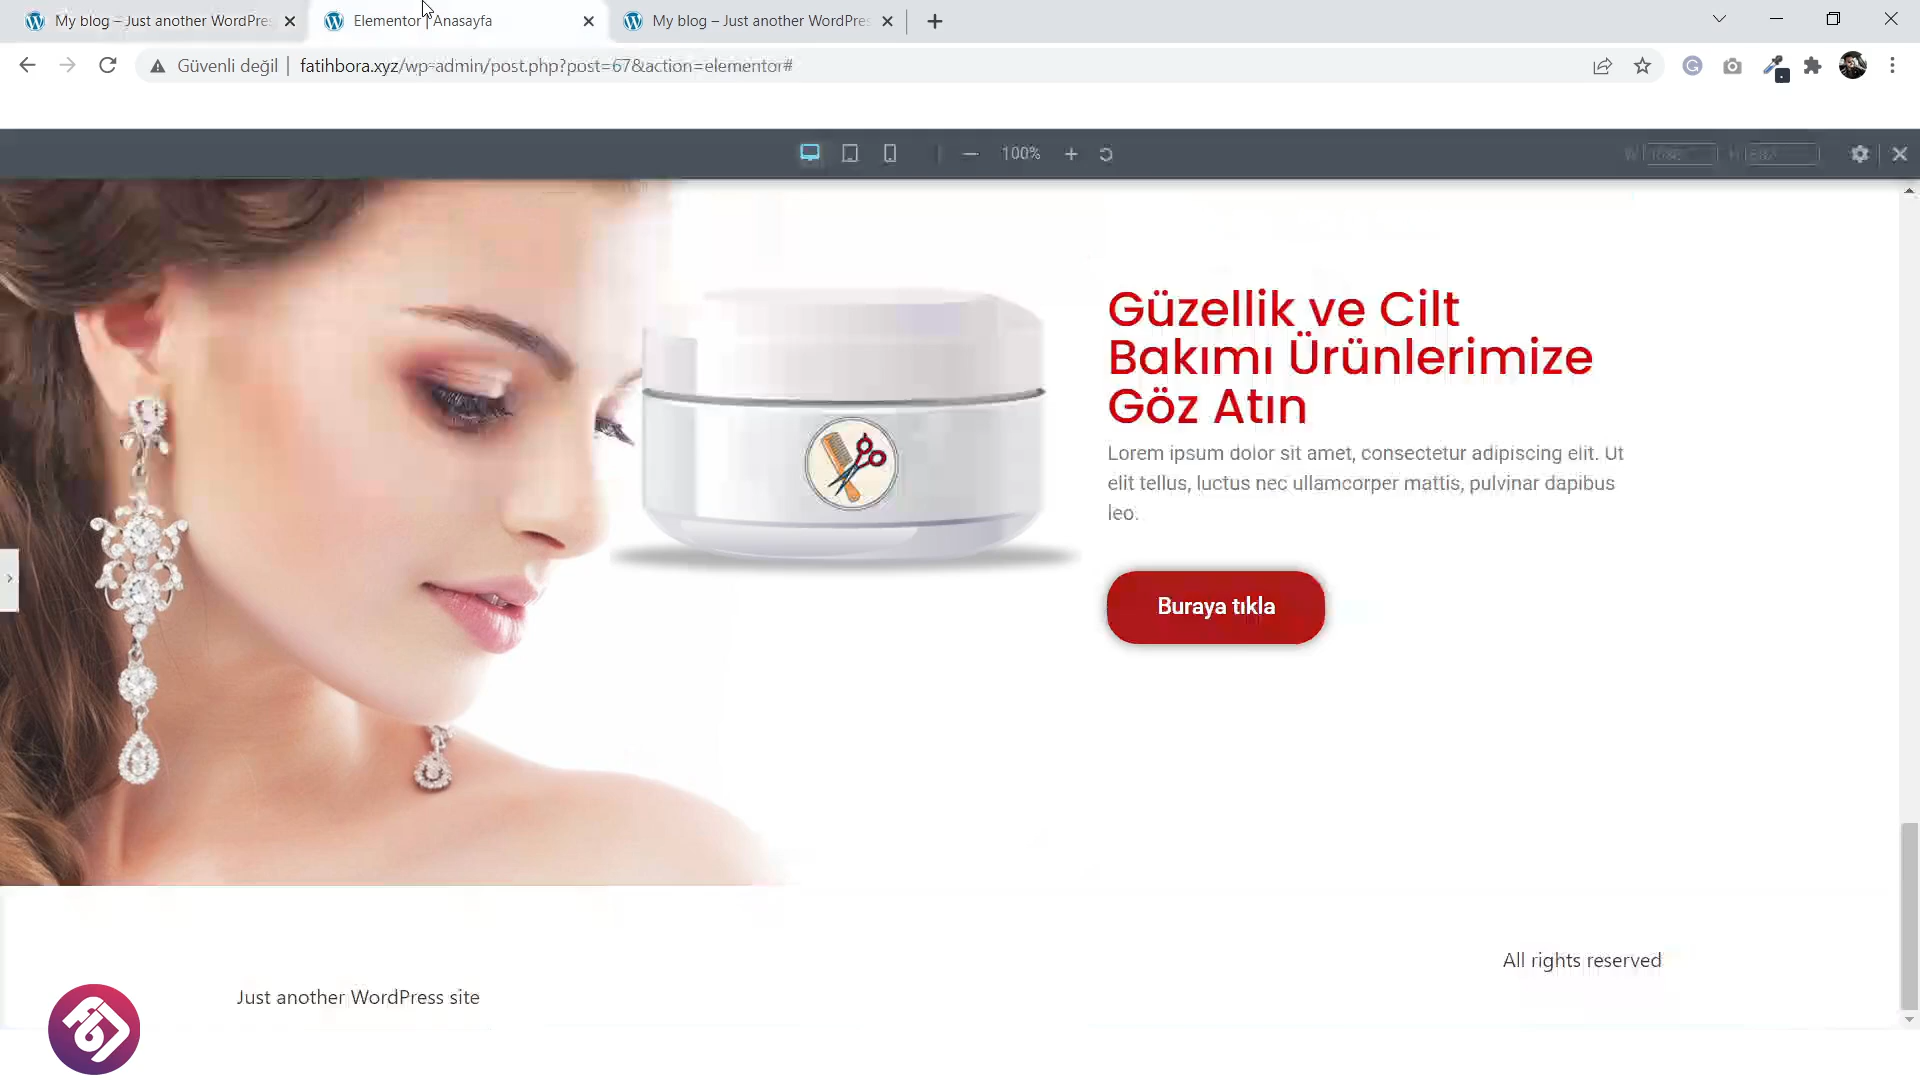 My blog – Just another WordPres
Elementor | Anasayfa
My blog – Just another WordPres
Güvenli değil
fatihbora.xyz/wp-admin/post.php?post=67&action=elementor#
100%
W
H
Güzellik ve Cilt
Bakımı Ürünlerimize
Göz Atın
Lorem ipsum dolor sit amet, consectetur adipiscing elit. Ut
elit tellus, luctus nec ullamcorper mattis, pulvinar dapibus
leo.
Buraya tıkla
All rights reserved
Just another WordPress site